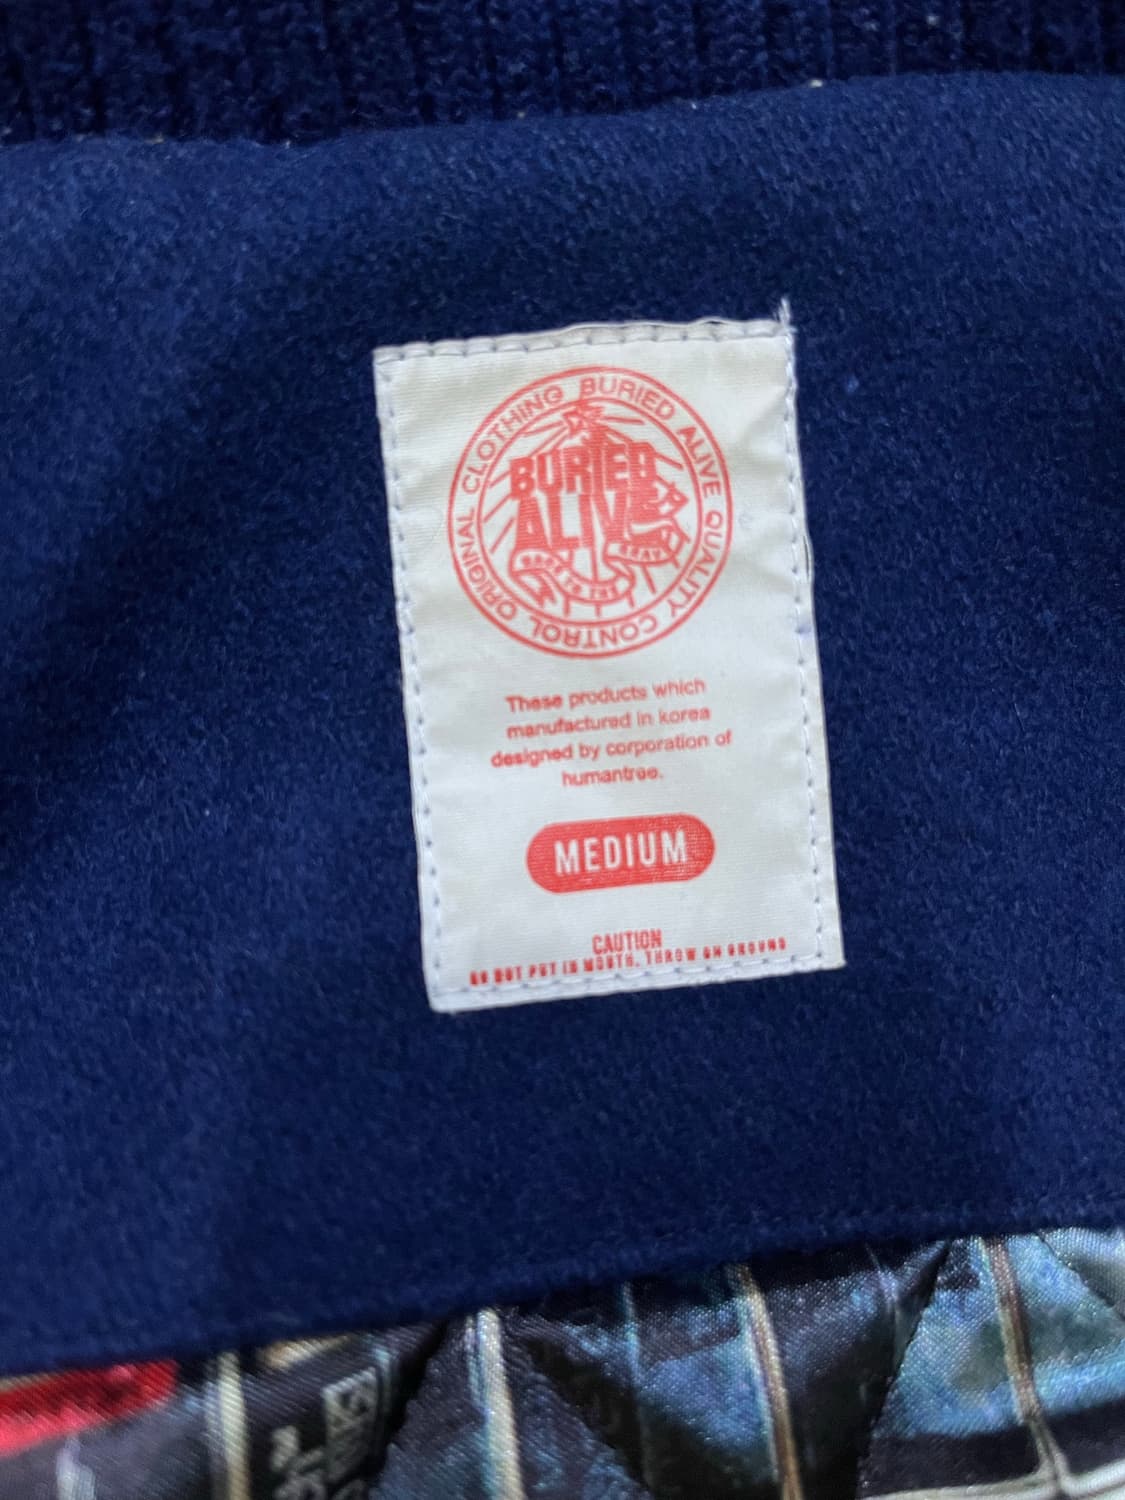 ORIGINAL CLOTHING BURIED ALIVE QUALITY CONTROL
BURIED
ALIVE
These products which
manufactured in korea
designed by corporation of
humantree.
MEDIUM
CAUTION
DO NOT PUT IN MOUTH, THROW ON GROUND